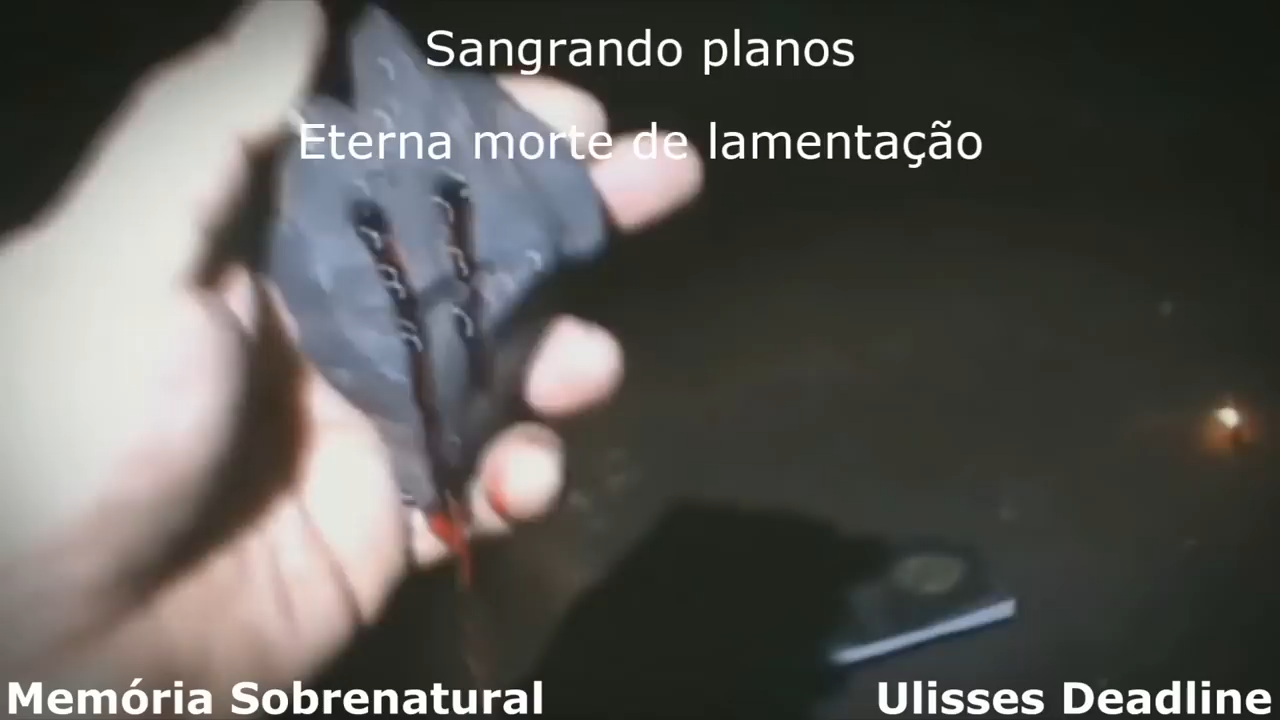 Sangrando planos
Eterna morte de lamentação
Memória Sobrenatural
Ulisses Deadline